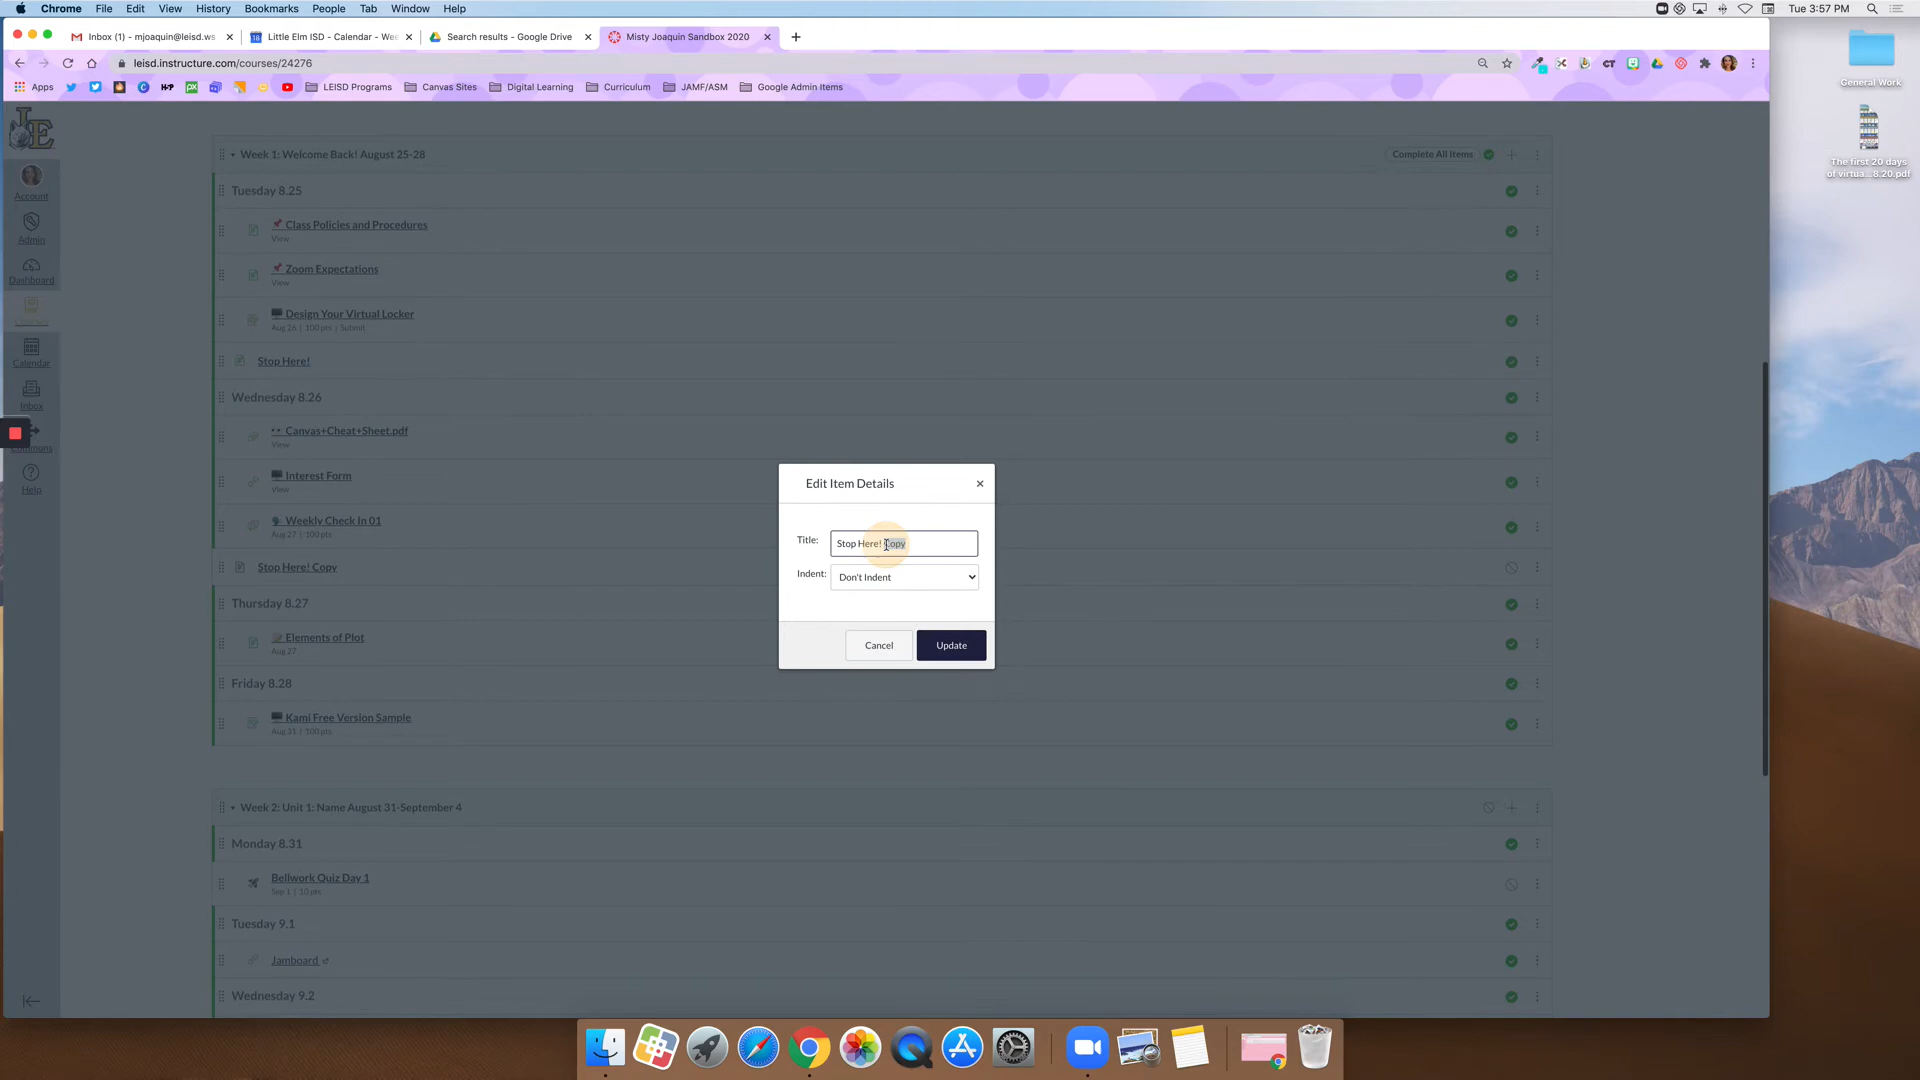 Chrome File Edit View History Bookmarks People Tab Window Help
Tue 3:57 PM
Inbox (1) - mjoaquin@leisd.ws
Little Elm ISD - Calendar - Wee
Search results - Google Drive
Misty Joaquin Sandbox 2020
leisd.instructure.com/courses/24276
Apps
LEISD Programs
Canvas Sites
Digital Learning
Curriculum
JAMF/ASM
Google Admin Items
General Work
The first 20 days
of virtua...8.20.pdf
Account
Admin
Dashboard
Calendar
Inbox
Help
Week 1: Welcome Back! August 25-28
Complete All Items
Tuesday 8.25
Class Policies and Procedures
View
Zoom Expectations
View
Design Your Virtual Locker
Aug 26 | 100 pts | Submit
Stop Here!
Wednesday 8.26
Canvas+Cheat+Sheet.pdf
View
Interest Form
View
Weekly Check In 01
Aug 27 | 100 pts
Stop Here! Copy
Thursday 8.27
Elements of Plot
Aug 27
Friday 8.28
Kami Free Version Sample
Aug 31 | 100 pts
Edit Item Details
Title: Stop Here! Copy
Indent: Don't Indent
Cancel
Update
Week 2: Unit 1: Name August 31-September 4
Monday 8.31
Bellwork Quiz Day 1
Sep 1 | 10 pts
Tuesday 9.1
Jamboard
Wednesday 9.2